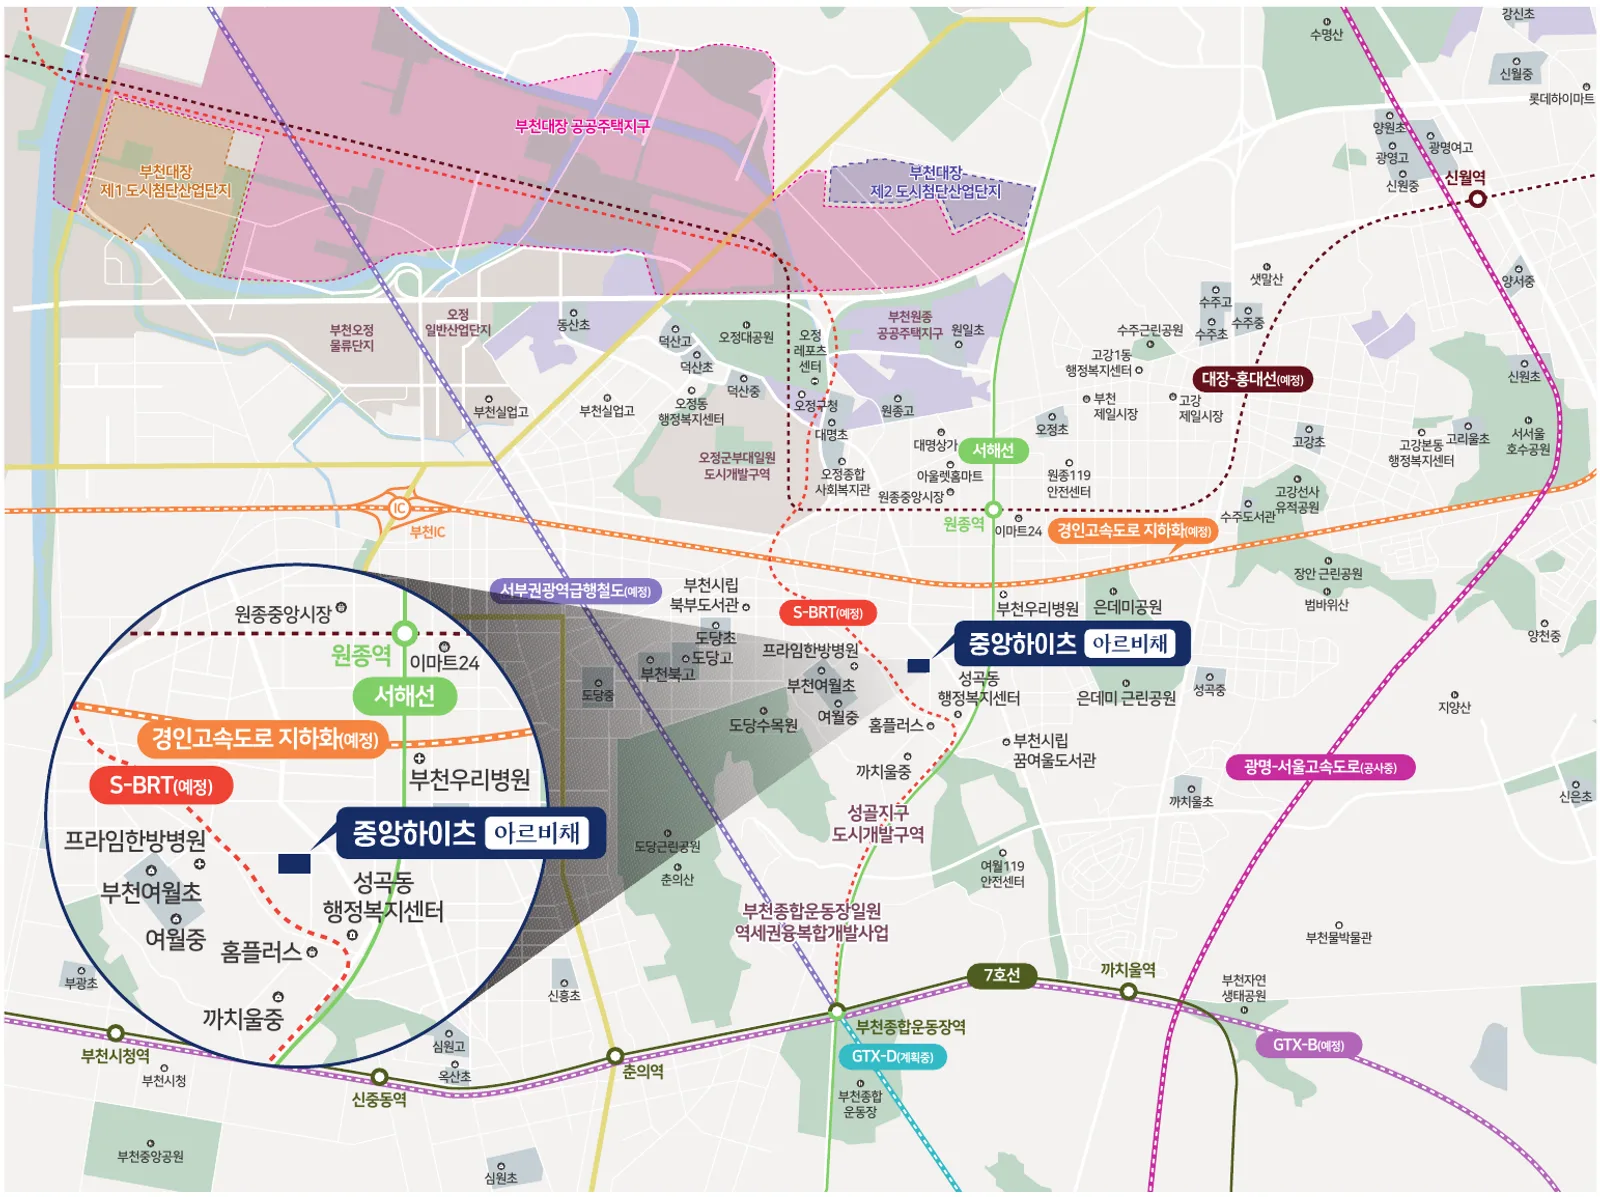 강신초
수명산
신월중
롯데하이마트
양원초
광영고
광명여고
신원중
신월역
부천대장 공공주택지구
부천대장
제1 도시첨단산업단지
부천대장
제2 도시첨단산업단지
샛말산
양서중
수주고
수주중
수주초
수주근린공원
고강1동
행정복지센터
대장-홍대선(예정)
신원초
부천오정
물류단지
오정
일반산업단지
동산초
덕산고
덕산초
오정대공원
오정
레포츠
센터
부천원종
공공주택지구
원일초
부천실업고
부천실업고
오정동
행정복지센터
덕산중
오정구청
원종고
대명초
부천
제일시장
고강
제일시장
오정초
고강초
고강본동
행정복지센터
고리울초
서서울
호수공원
대명상가
서해선
오정군부대일원
도시개발구역
오정종합
사회복지관
아울렛홈마트
원종중앙시장
원종119
안전센터
고강선사
유적공원
수주도서관
IC
부천IC
원종역
이마트24
경인고속도로 지하화(예정)
장안 근린공원
범바위산
양천중
서부권광역급행철도(예정)
부천시립
북부도서관
S-BRT(예정)
부천우리병원
은데미공원
도당초
도당고
부천북고
도당중
프라임한방병원
부천여월초
여월중
중앙하이츠 아르비채
성곡동
행정복지센터
은데미 근린공원
성곡중
지양산
도당수목원
홈플러스
까치울중
부천시립
꿈여울도서관
광명-서울고속도로(공사중)
까치울초
신은초
원종중앙시장
원종역
이마트24
서해선
경인고속도로 지하화(예정)
S-BRT(예정)
부천우리병원
중앙하이츠 아르비채
프라임한방병원
부천여월초
여월중
성곡동
행정복지센터
홈플러스
까치울중
성골지구
도시개발구역
도당근린공원
춘의산
여월119
안전센터
부천종합운동장일원
역세권융복합개발사업
부천물박물관
부광초
신흥초
7호선
까치울역
부천자연
생태공원
부천종합운동장역
GTX-D(계획중)
GTX-B(예정)
부천시청역
부천시청
심원고
옥산초
신중동역
춘의역
부천종합
운동장
부천중앙공원
심원초